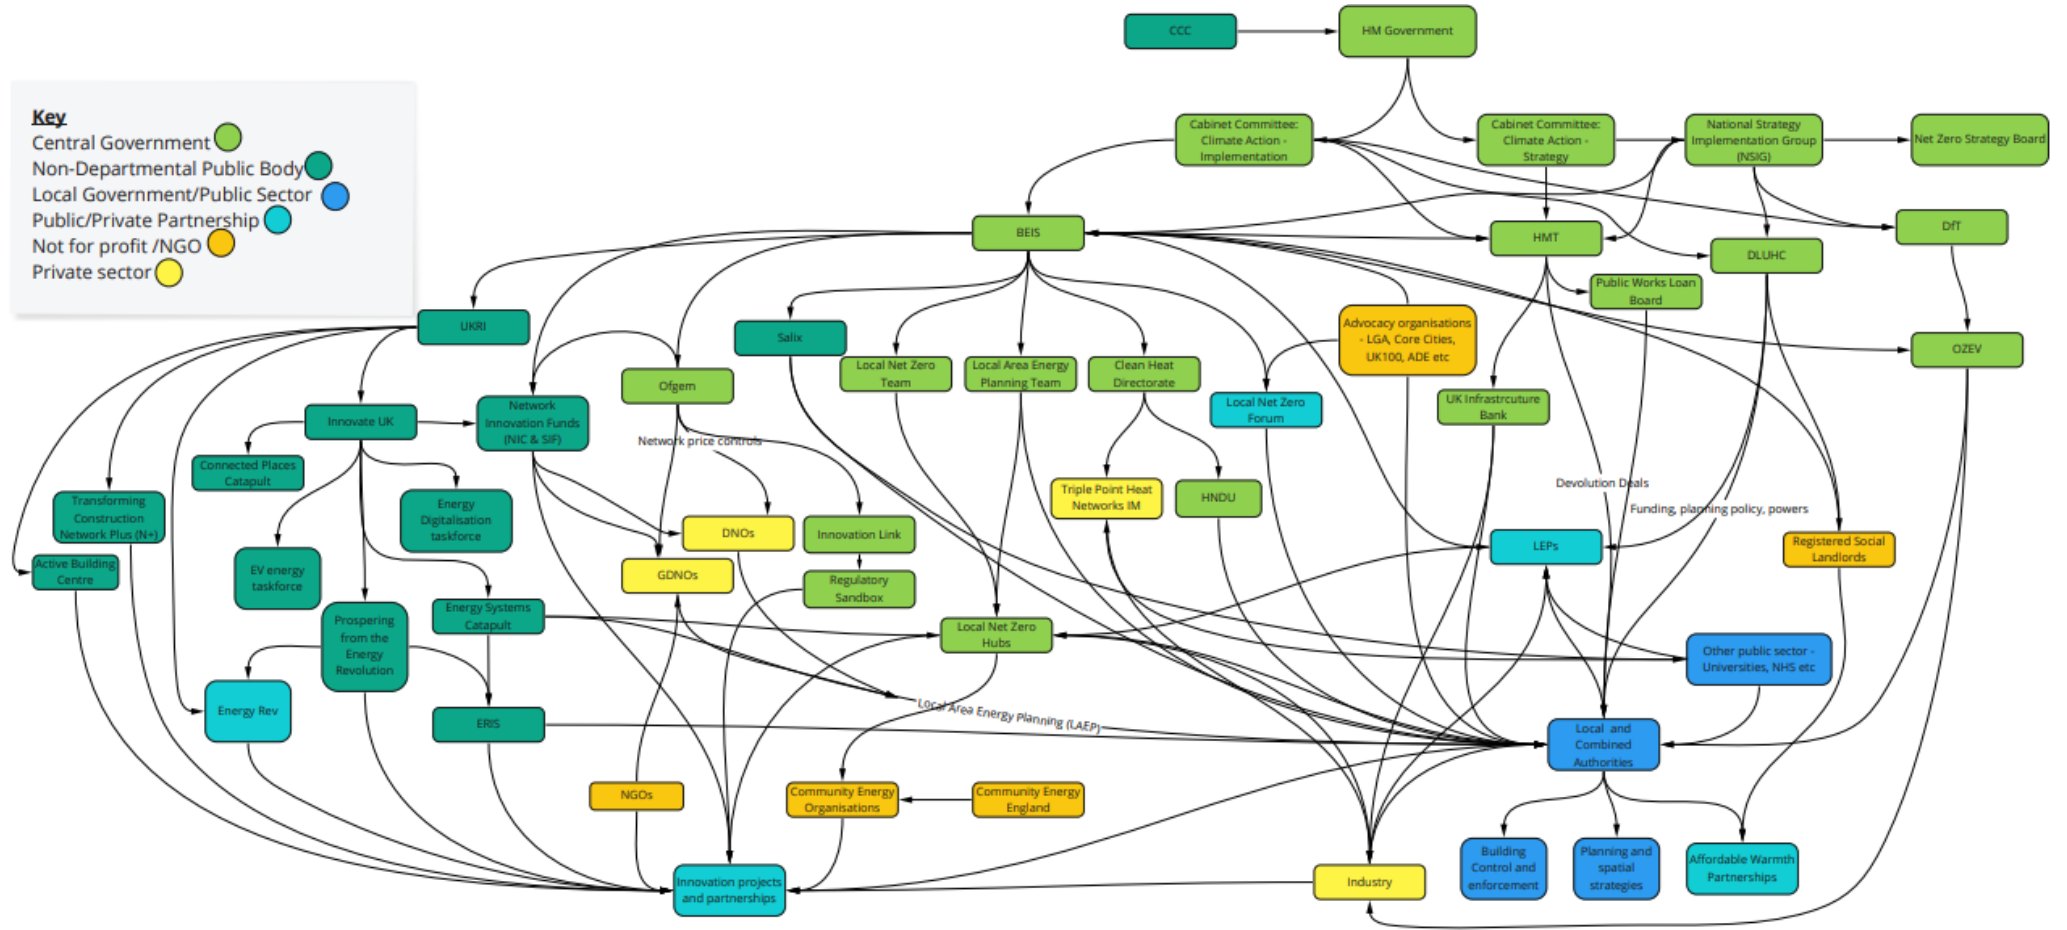 CCC
HM Government
Key
Central Government
Non-Departmental Public Body
Local Government/Public Sector
Public/Private Partnership
Not for profit /NGO
Private sector
Cabinet Committee:
Climate Action -
Implementation
Cabinet Committee:
Climate Action -
Strategy
National Strategy
Implementation Group
(NSIG)
Net Zero Strategy Board
BEIS
HMT
DfT
DLUHC
Public Works Loan
Board
UKRI
Salix
Advocacy organisations
- LGA, Core Cities,
UK100, ADE etc
OZEV
Local Net Zero
Team
Local Area Energy
Planning Team
Clean Heat
Directorate
Ofgem
Local Net Zero
Forum
UK Infrastrcuture
Bank
Innovate UK
Network
Innovation Funds
(NIC & SIF)
Network price controls
Connected Places
Catapult
Transforming
Construction
Network Plus (N+)
Energy
Digitalisation
taskforce
Triple Point Heat
Networks IM
HNDU
Devolution Deals
Funding, planning policy, powers
DNOs
Innovation Link
LEPs
Registered Social
Landlords
Active Building
Centre
EV energy
taskforce
GDNOs
Regulatory
Sandbox
Prospering
from the
Energy
Revolution
Energy Systems
Catapult
Local Net Zero
Hubs
Other public sector -
Universities, NHS etc
Energy Rev
ERIS
Local Area Energy Planning (LAEP)
Local and
Combined
Authorities
NGOs
Community Energy
Organisations
Community Energy
England
Innovation projects
and partnerships
Industry
Building
Control and
enforcement
Planning and
spatial
strategies
Affordable Warmth
Partnerships